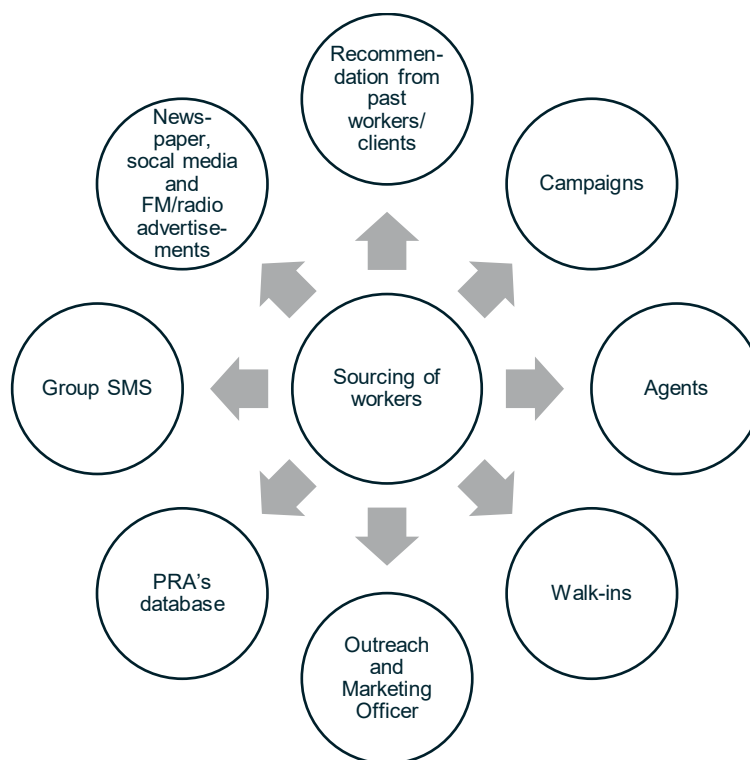 Recommen-
dation from
past
workers/
clients
Campaigns
Agents
Walk-ins
Outreach
and
Marketing
Officer
PRA's
database
Group SMS
News-
paper,
socal media
and
FM/radio
advertise-
ments
Sourcing of
workers